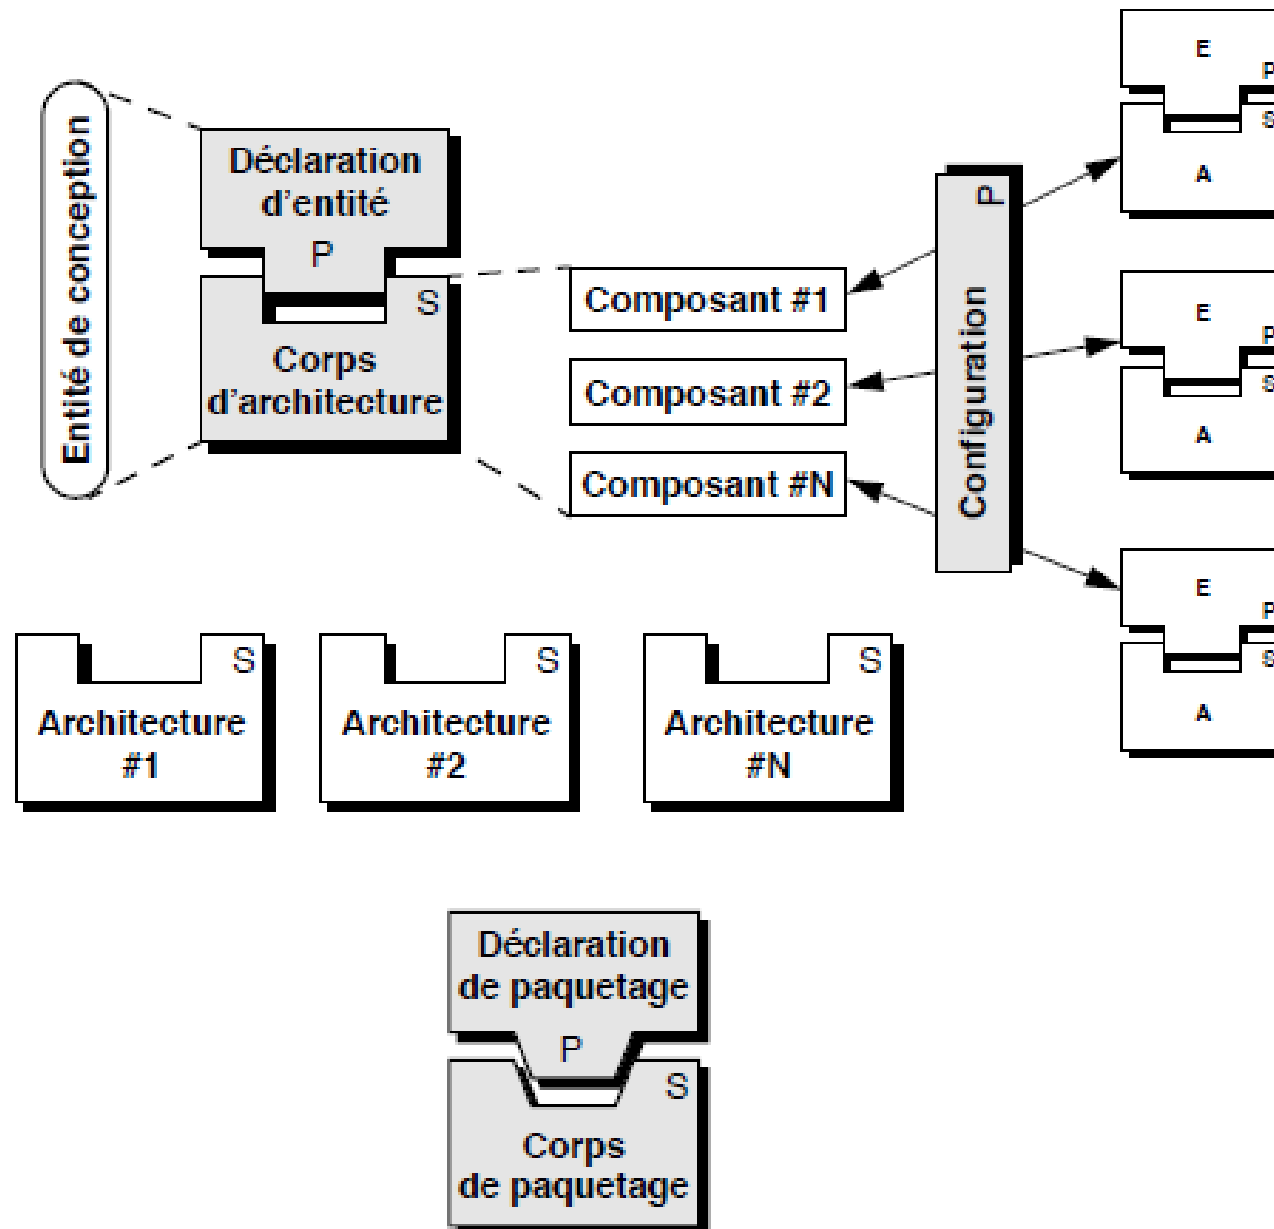 Entité de conception
Déclaration
d'entité
P
S
Corps
d'architecture
Composant #1
Composant #2
Composant #N
P
Configuration
E
P
S
A
E
P
S
A
E
P
S
A
S
Architecture
#1
S
Architecture
#2
S
Architecture
#N
Déclaration
de paquetage
P
S
Corps
de paquetage